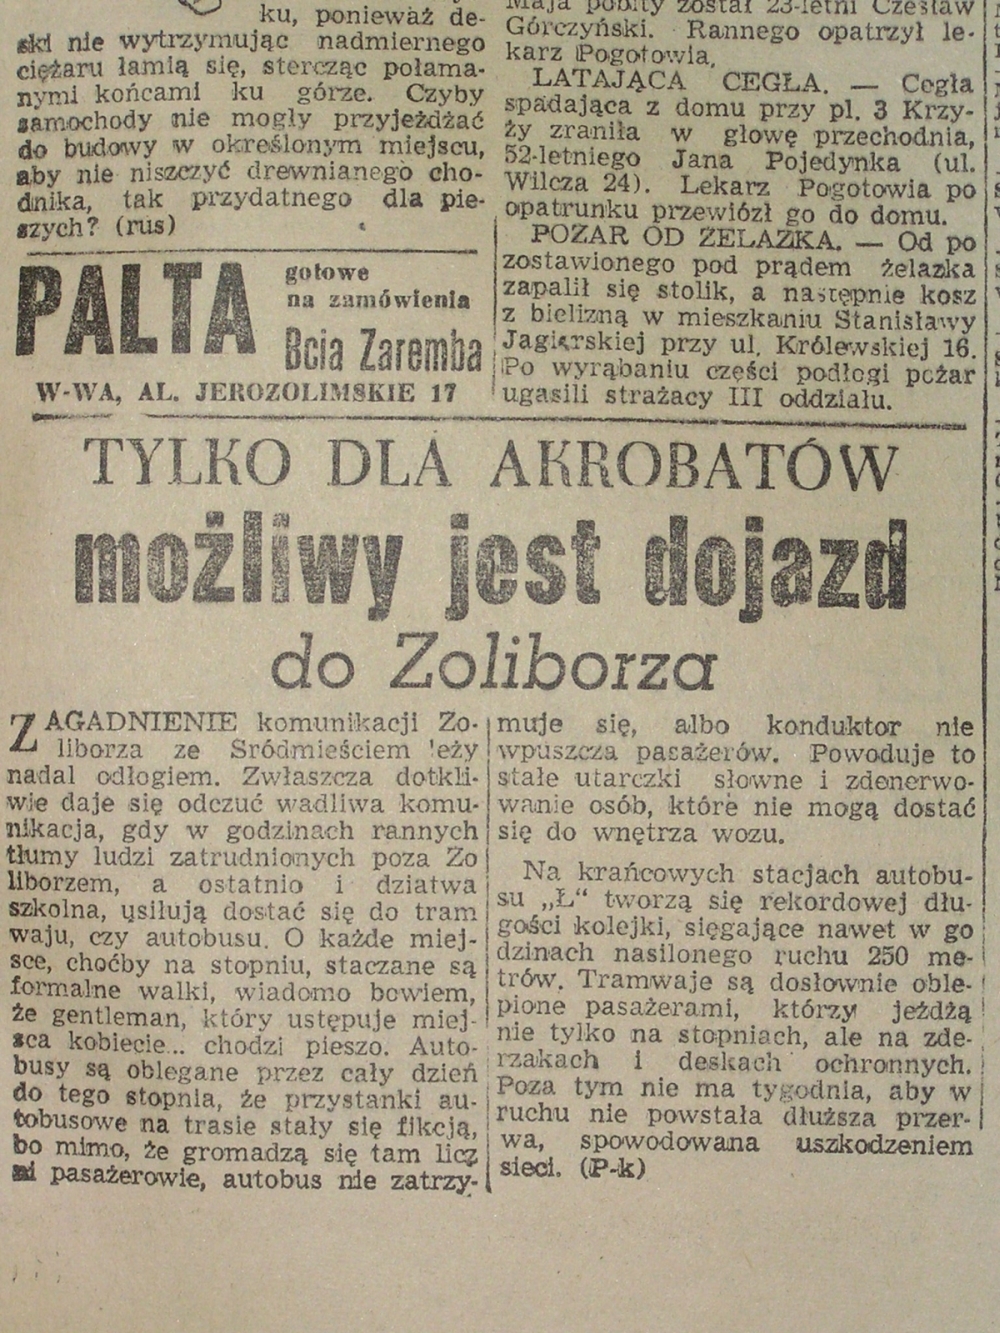 ku, ponieważ de-
ski nie wytrzymując nadmiernego
ciężaru łamią się, stercząc połama-
nymi końcami ku górze. Czyby
samochody nie mogły przyjeżdżać
do budowy w określonym miejscu,
aby nie niszczyć drewnianego cho-
dnika, tak przydatnego dla pie-
szych? (rus)
PALTA
gotowe
na zamówienia
Bcia Zaremba
W-WA, AL. JEROZOLIMSKIE 17
Maja pobity został 23-letni Czesław
Górczyński. Rannego opatrzył le-
karz Pogotowia.
LATAJĄCA CEGŁA. — Cegła
spadająca z domu przy pl. 3 Krzy-
ży zraniła w głowę przechodnia,
52-letniego Jana Pojedynka (ul.
Wilcza 24). Lekarz Pogotowia po
opatrunku przewiózł go do domu.
POZAR OD ZELAZKA. — Od po
zostawionego pod prądem żelazka
zapalił się stolik, a następnie kosz
z bielizną w mieszkaniu Stanisławy
przy ul. Królewskiej 16.
Po wyrąbaniu części podłogi pożar
ugasili strażacy III oddziału.
TYLKO DLA AKROBATÓW
możliwy jest dojazd
do Zoliborza
ZAGADNIENIE komunikacji Zo-
liborza ze Sródmieściem leży
nadal odłogiem. Zwłaszcza dotkli-
wie daje się odczuć wadliwa komu-
nikacja, gdy w godzinach rannych
tłumy ludzi zatrudnionych poza Zo
liborzem, a ostatnio i dziatwa
szkolna, usiłują dostać się do tram
waju, czy autobusu. O każde miej-
sce, choćby na stopniu, staczane są
formalne walki, wiadomo bowiem,
że gentleman, który ustępuje miej-
sca kobiecie... chodzi pieszo. Auto-
busy są oblegane przez cały dzień
do tego stopnia, że przystanki au-
tobusowe na trasie stały się fikcją,
bo mimo, że gromadzą się tam licz
ni pasażerowie, autobus nie zatrzy-
muje się, albo konduktor nie
wpuszcza pasażerów. Powoduje to
stałe utarczki słowne i zdenerwo-
wanie osób, które nie mogą dostać
się do wnętrza wozu.
Na krańcowych stacjach autobu-
su „Ł“ tworzą się rekordowej dłu-
gości kolejki, sięgające nawet w go
dzinach nasilonego ruchu 250 me-
trów. Tramwaje są dosłownie oble-
pione pasażerami, którzy jeżdżą
nie tylko na stopniach, ale na zde-
rzakach i deskach ochronnych.
Poza tym nie ma tygodnia, aby w
ruchu nie powstała dłuższa przer-
wa, spowodowana uszkodzeniem
sieci. (P-k)